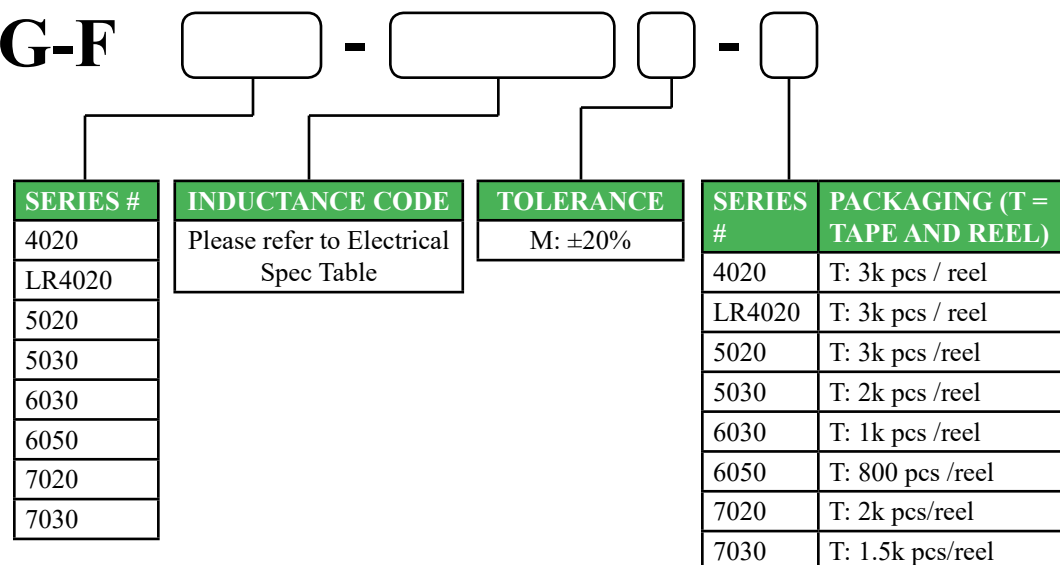 G-F - -
SERIES #
4020
LR4020
5020
5030
6030
6050
7020
7030
INDUCTANCE CODE
Please refer to Electrical
Spec Table
TOLERANCE
M: ±20%
SERIES # PACKAGING (T = TAPE AND REEL)
4020 T: 3k pcs / reel
LR4020 T: 3k pcs / reel
5020 T: 3k pcs /reel
5030 T: 2k pcs /reel
6030 T: 1k pcs /reel
6050 T: 800 pcs /reel
7020 T: 2k pcs/reel
7030 T: 1.5k pcs/reel